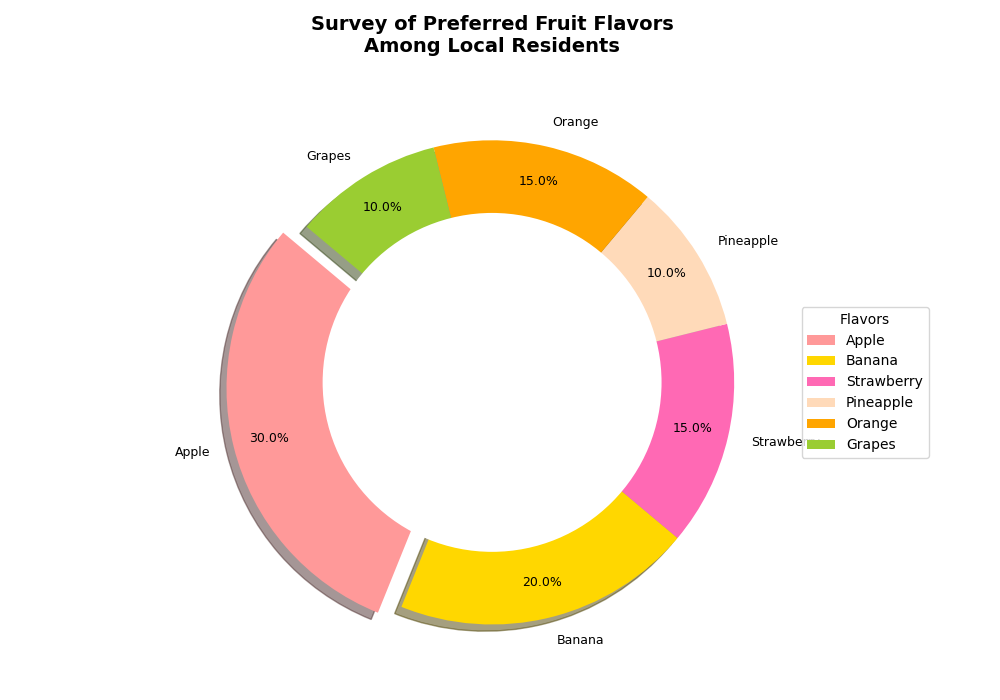 Survey of Preferred Fruit Flavors
Among Local Residents
Orange
Grapes
15.0%
10.0%
Pineapple
10.0%
Flavors
Apple
Banana
Strawberry
Pineapple
Orange
Grapes
30.0%
15.0%
Apple
20.0%
Banana